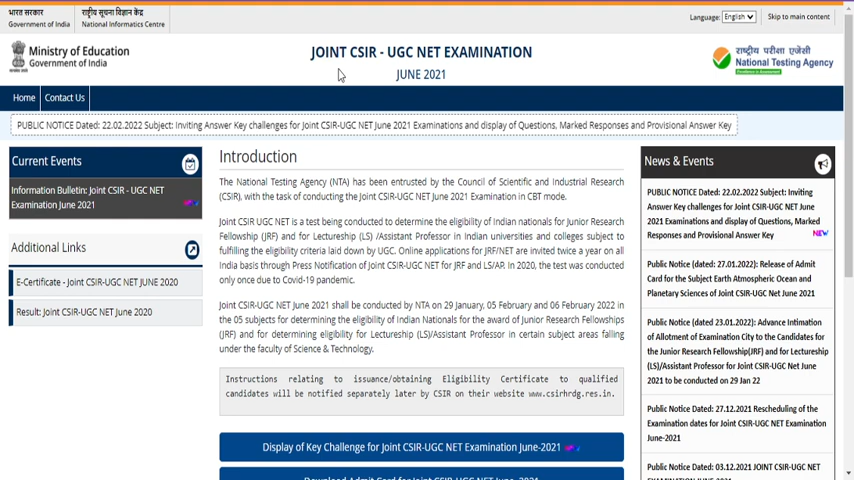 भारत सरकार
Government of India
राष्ट्रीय सूचना विज्ञान केंद्र
National Informatics Centre
Language: English
Skip to main content
Ministry of Education
Government of India
JOINT CSIR - UGC NET EXAMINATION
JUNE 2021
राष्ट्रीय परीक्षा एजेंसी
National Testing Agency
Excellence in Assessment
Home
Contact Us
PUBLIC NOTICE Dated: 22.02.2022 Subject: Inviting Answer Key challenges for Joint CSIR-UGC NET June 2021 Examinations and display of Questions, Marked Responses and Provisional Answer Key
Current Events
Information Bulletin: Joint CSIR - UGC NET
Examination June 2021
Additional Links
E-Certificate - Joint CSIR-UGC NET JUNE 2020
Result: Joint CSIR-UGC NET June 2020
Introduction
The National Testing Agency (NTA) has been entrusted by the Council of Scientific and Industrial Research
(CSIR), with the task of conducting the Joint CSIR-UGC NET June 2021 Examination in CBT mode.
Joint CSIR UGC NET is a test being conducted to determine the eligibility of Indian nationals for Junior Research
Fellowship (JRF) and for Lectureship (LS) /Assistant Professor in Indian universities and colleges subject to
fulfilling the eligibility criteria laid down by UGC. Online applications for JRF/NET are invited twice a year on all
India basis through Press Notification of Joint CSIR-UGC NET for JRF and LS/AP. In 2020, the test was conducted
only once due to Covid-19 pandemic.
Joint CSIR-UGC NET June 2021 shall be conducted by NTA on 29 January, 05 February and 06 February 2022 in
the 05 subjects for determining the eligibility of Indian Nationals for the award of Junior Research Fellowships
(JRF) and for determining eligibility for Lectureship (LS)/Assistant Professor in certain subject areas falling
under the faculty of Science & Technology.
Instructions relating to issuance/obtaining Eligibility Certificate to qualified
candidates will be notified separately later by CSIR on their website www.csirhrdg.res.in.
Display of Key Challenge for Joint CSIR-UGC NET Examination June-2021
Download Admit Card for Joint CSIR-UGC NET June -2021
News & Events
PUBLIC NOTICE Dated: 22.02.2022 Subject: Inviting
Answer Key challenges for Joint CSIR-UGC NET June
2021 Examinations and display of Questions, Marked
Responses and Provisional Answer Key NEW
Public Notice (dated: 27.01.2022): Release of Admit
Card for the Subject Earth Atmospheric Ocean and
Planetary Sciences of Joint CSIR-UGC Net June 2021
Public Notice (dated 23.01.2022): Advance Intimation
of Allotment of Examination City to the Candidates for
the Junior Research Fellowship(JRF) and for Lectureship
(LS)/Assistant Professor for Joint CSIR-UGC Net June
2021 to be conducted on 29 Jan 22
Public Notice Dated: 27.12.2021 Rescheduling of the
Examination dates for Joint CSIR-UGC NET Examination
June-2021
Public Notice Dated: 03.12.2021 JOINT CSIR-UGC NET
EXAMINATION JUNE 2021